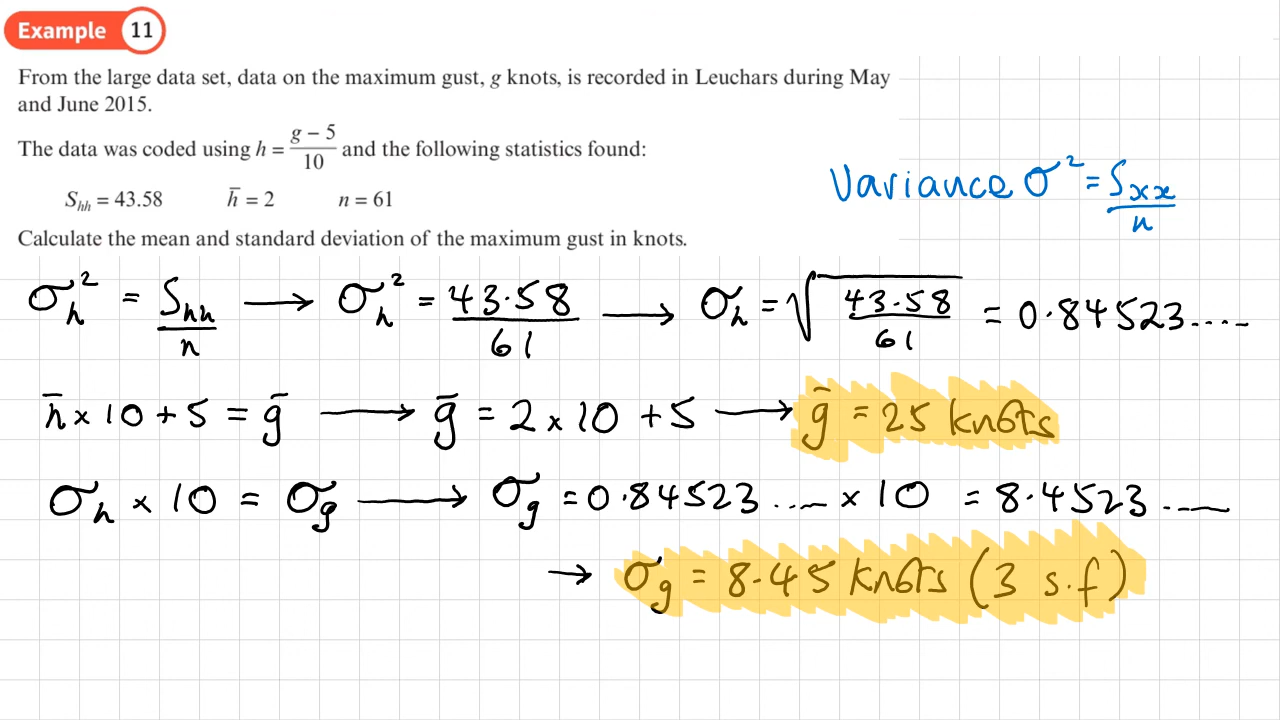 Example 11
From the large data set, data on the maximum gust, g knots, is recorded in Leuchars during May
and June 2015.
The data was coded using h = (g − 5)/10 and the following statistics found:
S_hh = 43.58 h̄ = 2 n = 61
Calculate the mean and standard deviation of the maximum gust in knots.
Variance σ² = S_xx/n
σ_h² = S_hh/n → σ_h² = 43.58/61 → σ_h = √(43.58/61) = 0.84523....
h̄ × 10 + 5 = ḡ → ḡ = 2 × 10 + 5 → ḡ = 25 knots
σ_h × 10 = σ_g → σ_g = 0.84523.... × 10 = 8.4523....
→ σ_g = 8.45 knots (3 s.f)